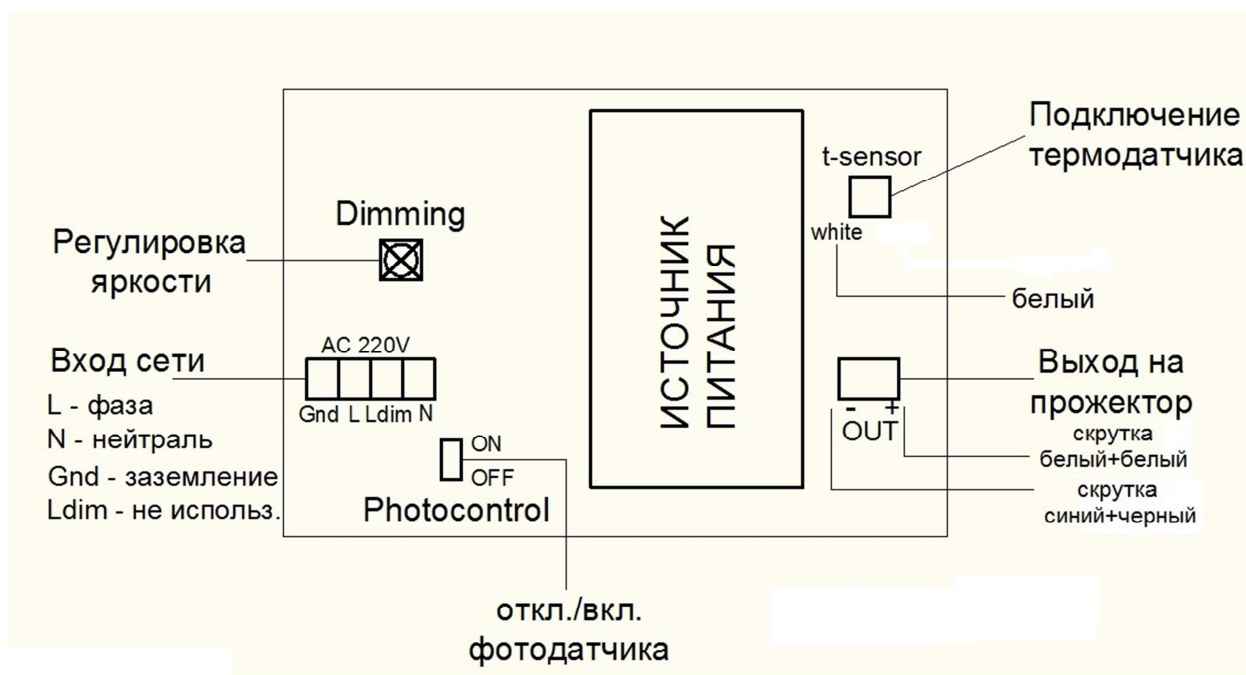 Подключение
термодатчика
t-sensor
Dimming
white
Регулировка
яркости
ИСТОЧНИК
ПИТАНИЯ
белый
AC 220V
Вход сети
Выход на
прожектор
L - фаза
Gnd L Ldim N
- +
OUT
N - нейтраль
ON
OFF
скрутка
белый+белый
Gnd - заземление
Ldim - не использ.
Photocontrol
скрутка
синий+черный
откл./вкл.
фотодатчика